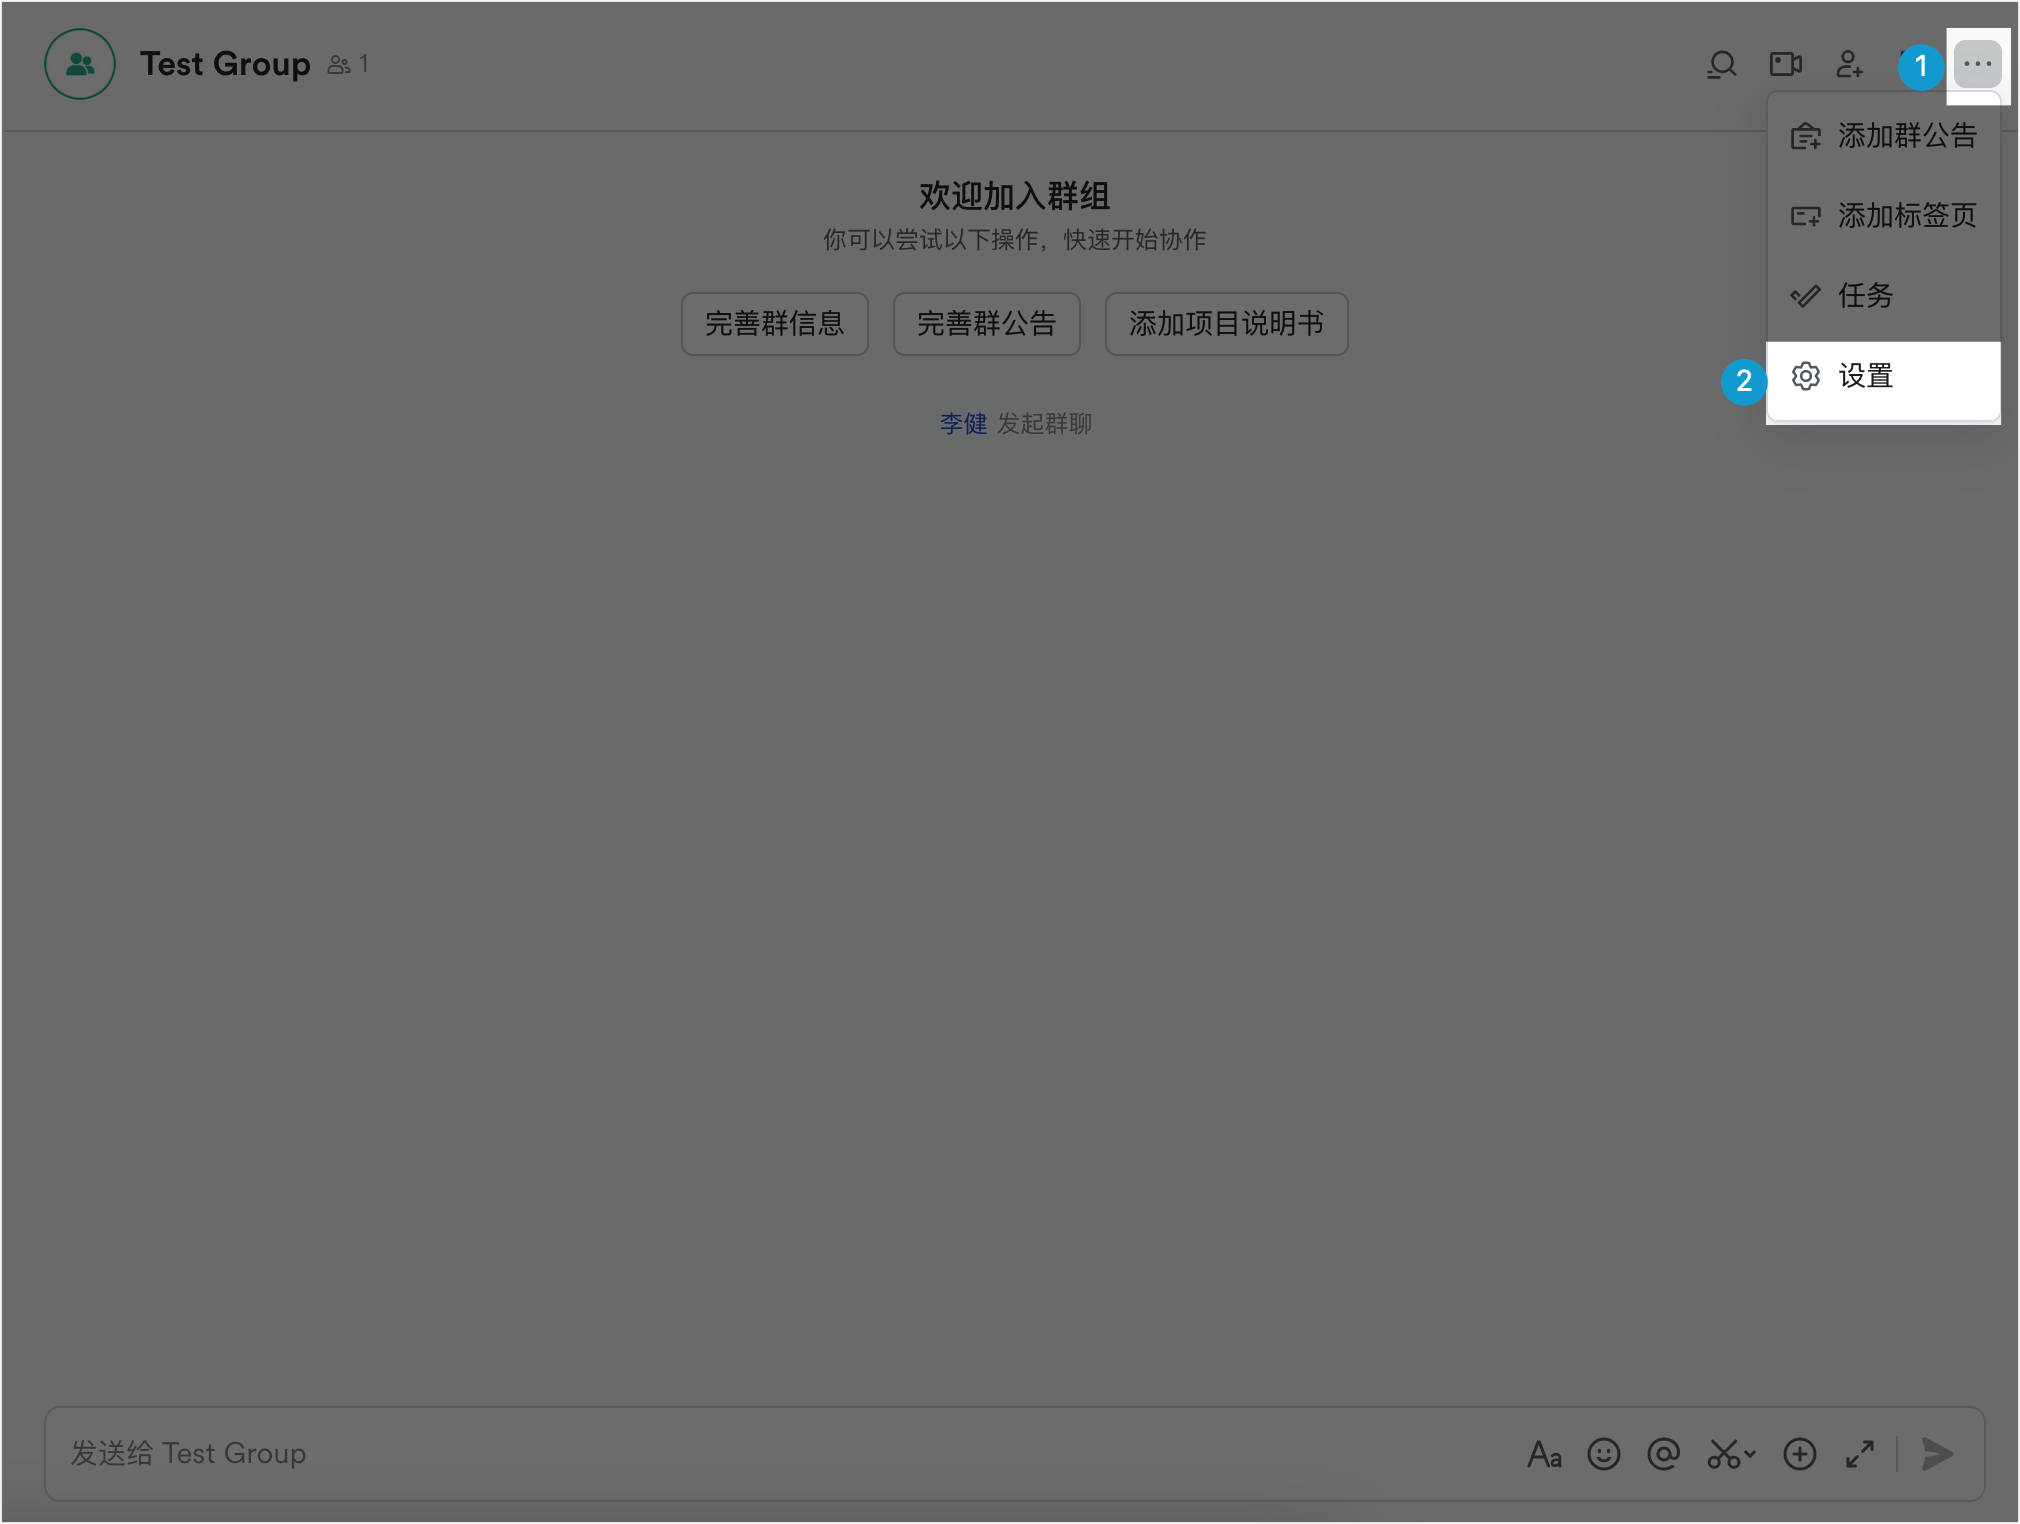 Test Group 1
1
添加群公告
添加标签页
任务
2 设置
欢迎加入群组
你可以尝试以下操作，快速开始协作
完善群信息 完善群公告 添加项目说明书
李健 发起群聊
发送给 Test Group
Aa